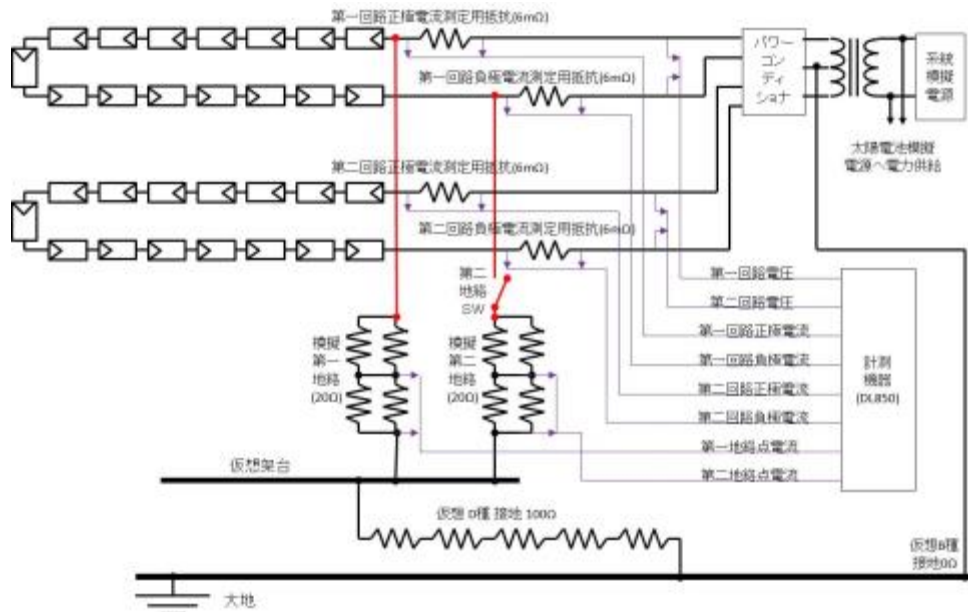 第一回路正極電流測定用抵抗(6mΩ)
パワー
コン
ディ
ショナ
系統
模擬
電源
第一回路負極電流測定用抵抗(6mΩ)
太陽電池模擬
電源へ電力供給
第二回路正極電流測定用抵抗(6mΩ)
第二回路負極電流測定用抵抗(6mΩ)
第二
地絡
SW
第一回路電圧
第二回路電圧
第一回路正極電流
第一回路負極電流
第二回路正極電流
第二回路負極電流
第一地絡点電流
第二地絡点電流
計測
機器
(DL850)
模擬
第一
地絡
(20Ω)
模擬
第二
地絡
(20Ω)
仮想架台
仮想 D種 接地 100Ω
仮想B種
接地0Ω
大地